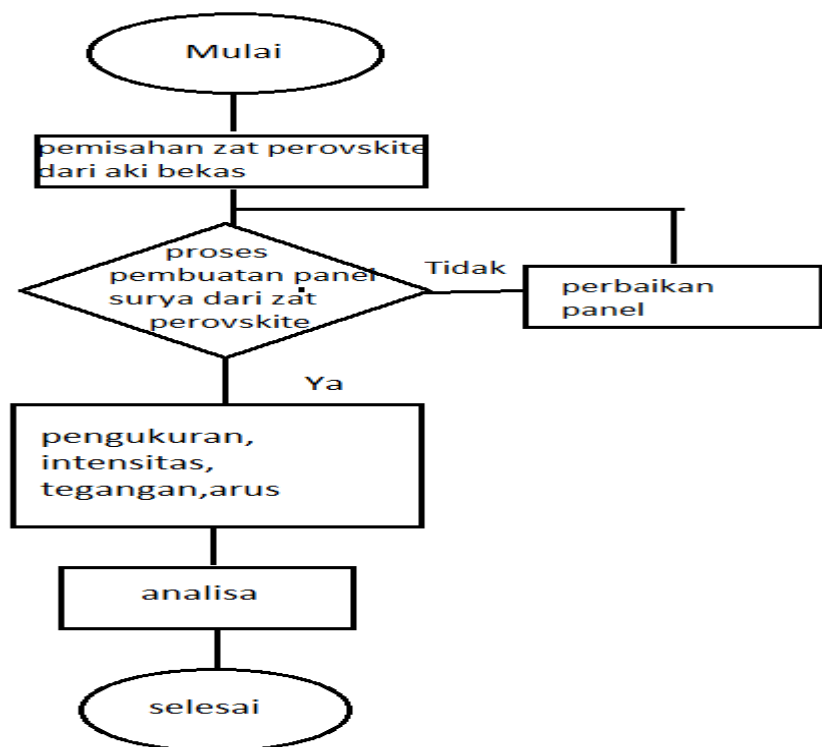 Mulai
pemisahan zat perovskite
dari aki bekas
proses
pembuatan panel
surya dari zat
perovskite
Tidak
perbaikan
panel
Ya
pengukuran,
intensitas,
tegangan,arus
analisa
selesai